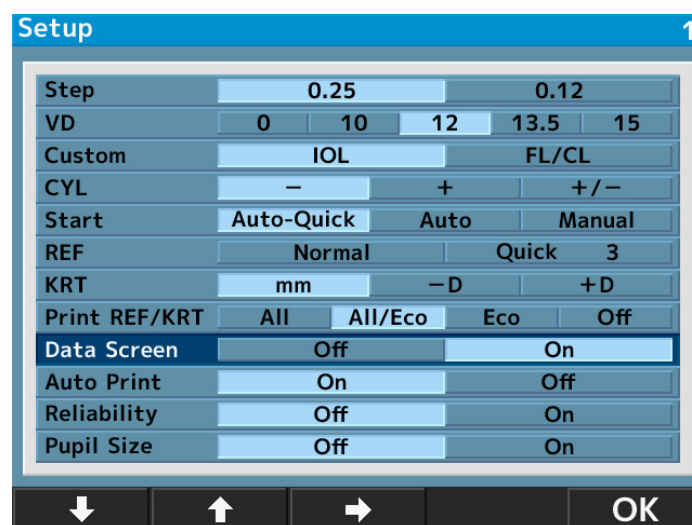 Setup 1
Step 0.25 0.12
VD 0 10 12 13.5 15
Custom IOL FL/CL
CYL − + +/−
Start Auto-Quick Auto Manual
REF Normal Quick 3
KRT mm −D +D
Print REF/KRT All All/Eco Eco Off
Data Screen Off On
Auto Print On Off
Reliability Off On
Pupil Size Off On
OK